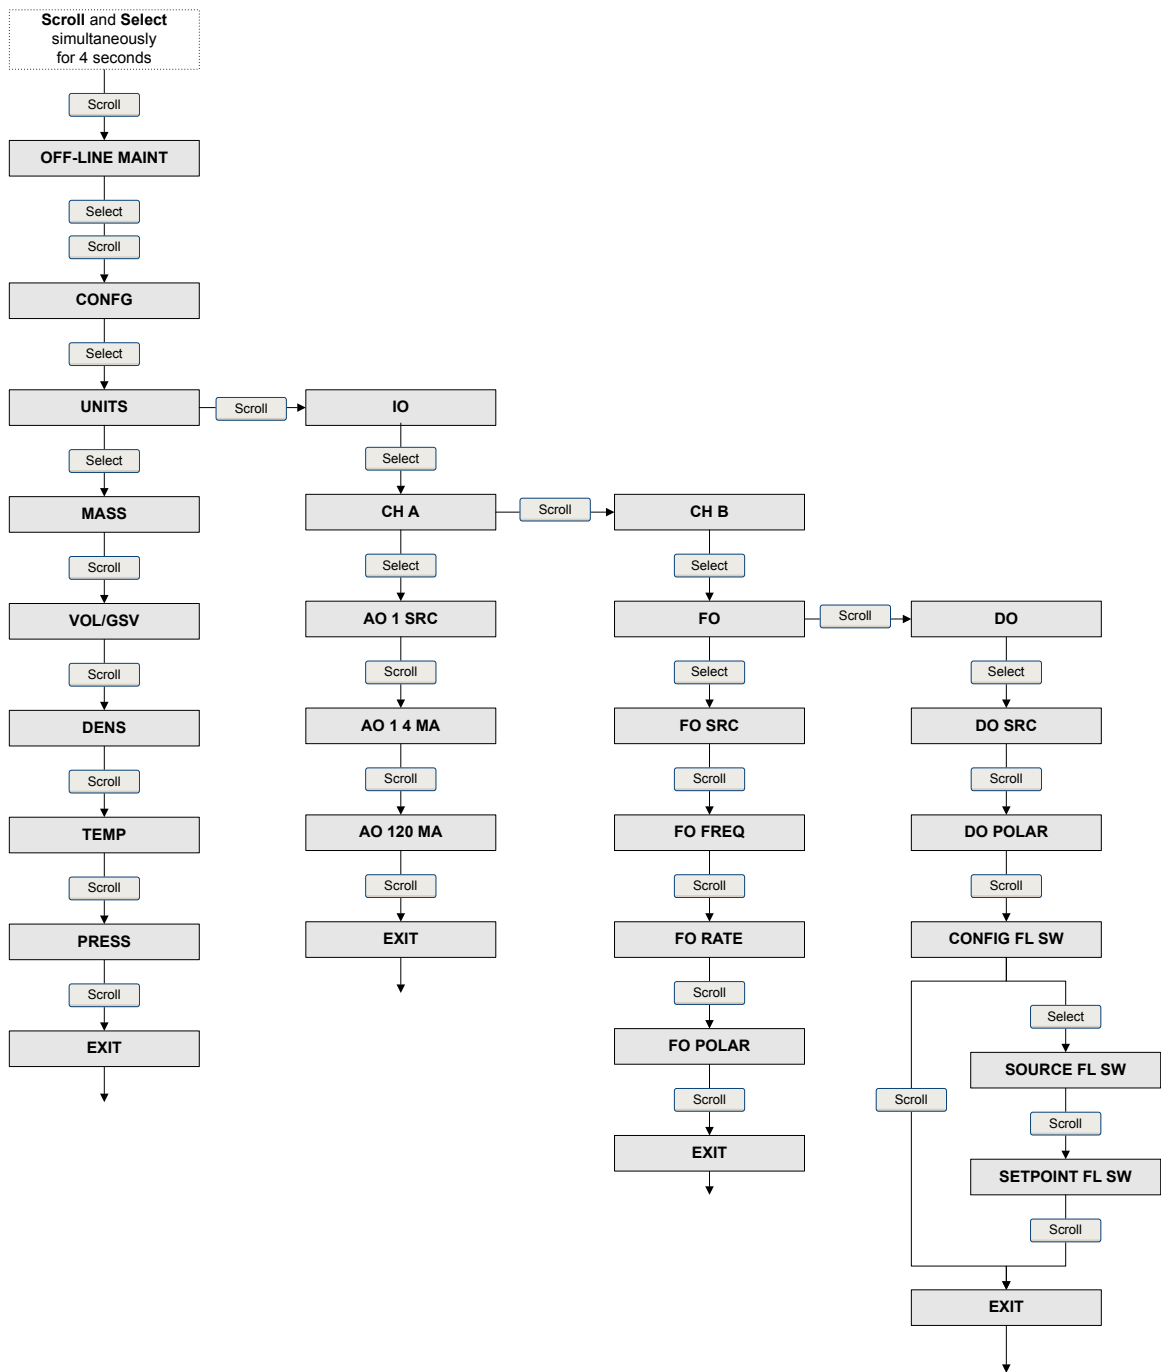 Scroll and Select
simultaneously
for 4 seconds
Scroll
OFF-LINE MAINT
Select
Scroll
CONFG
Select
UNITS
Scroll
IO
Select
Select
MASS
CH A
Scroll
CH B
Scroll
Select
Select
VOL/GSV
AO 1 SRC
FO
Scroll
DO
Scroll
Scroll
Select
Select
DENS
AO 1 4 MA
FO SRC
DO SRC
Scroll
Scroll
Scroll
Scroll
TEMP
AO 120 MA
FO FREQ
DO POLAR
Scroll
Scroll
Scroll
Scroll
PRESS
EXIT
FO RATE
CONFIG FL SW
Scroll
Scroll
Select
EXIT
FO POLAR
SOURCE FL SW
Scroll
Scroll
Scroll
EXIT
SETPOINT FL SW
Scroll
EXIT